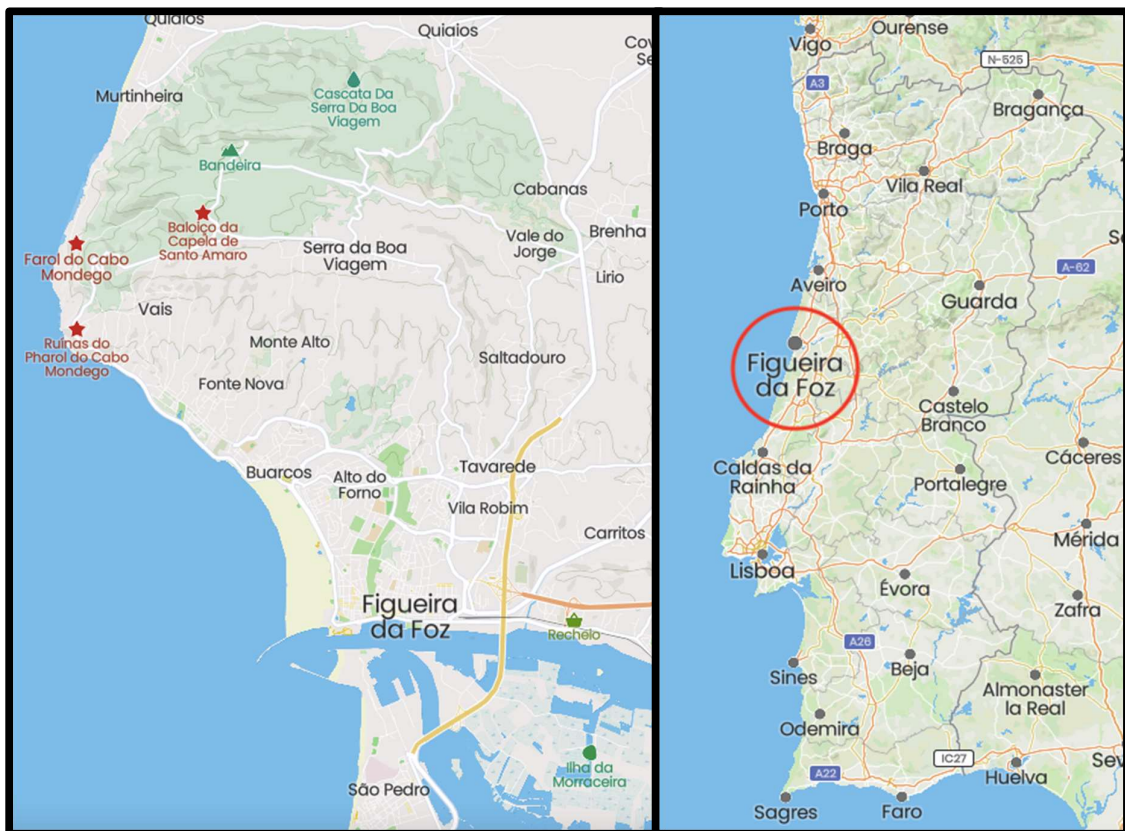 Quiaios
Quiaios
Cov
Se
Cascata Da
Serra Da Boa
Viagem
Murtinheira
Bandeira
Cabanas
Baloiço da
Capela de
Santo Amaro
Brenha
Vale do
Jorge
Serra da Boa
Viagem
Farol do Cabo
Mondego
Lirio
Vais
Ruínas do
Pharol do Cabo
Mondego
Monte Alto
Saltadouro
Fonte Nova
Buarcos
Alto do
Forno
Tavarede
Vila Robim
Carritos
Figueira
da Foz
Recheio
Ilha da
Morraceira
São Pedro
Ourense
Vigo
N-525
A3
Bragança
Braga
Vila Real
Porto
Se
A-62
Aveiro
Guarda
Figueira
da Foz
Castelo
Branco
Cáceres
Caldas da
Rainha
Portalegre
Mérida
Lisboa
Évora
Zafra
A26
Beja
Sines
Almonaster
la Real
Odemira
IC27
Sev
A22
Huelva
Sagres
Faro